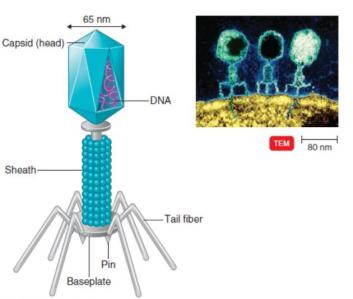 65 nm
Capsid (head)
DNA
Sheath
Tail fiber
Pin
Baseplate
TEM
80 nm